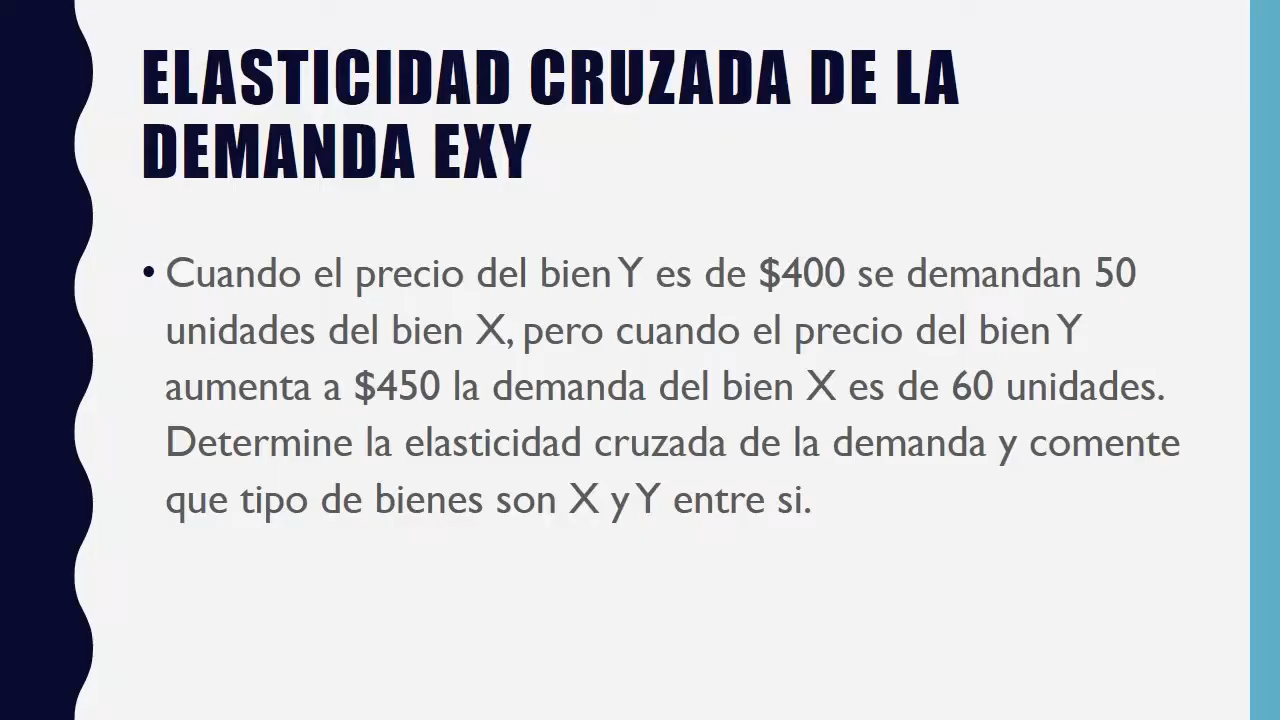 ELASTICIDAD CRUZADA DE LA
DEMANDA EXY
• Cuando el precio del bien Y es de $400 se demandan 50
unidades del bien X, pero cuando el precio del bien Y
aumenta a $450 la demanda del bien X es de 60 unidades.
Determine la elasticidad cruzada de la demanda y comente
que tipo de bienes son X y Y entre si.